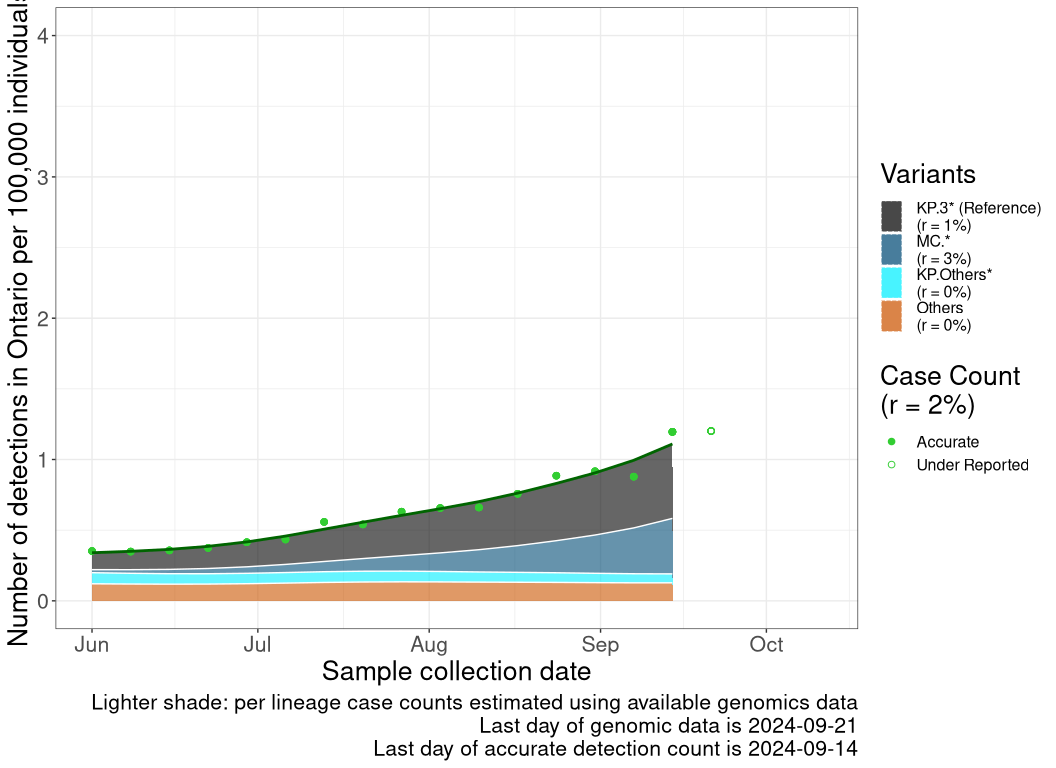 Number of detections in Ontario per 100,000 individuals
4
3
2
1
0
Jun
Jul
Aug
Sep
Oct
Sample collection date
Lighter shade: per lineage case counts estimated using available genomics data
Last day of genomic data is 2024-09-21
Last day of accurate detection count is 2024-09-14
Variants
KP.3* (Reference)
(r = 1%)
MC.*
(r = 3%)
KP.Others*
(r = 0%)
Others
(r = 0%)
Case Count
(r = 2%)
Accurate
Under Reported